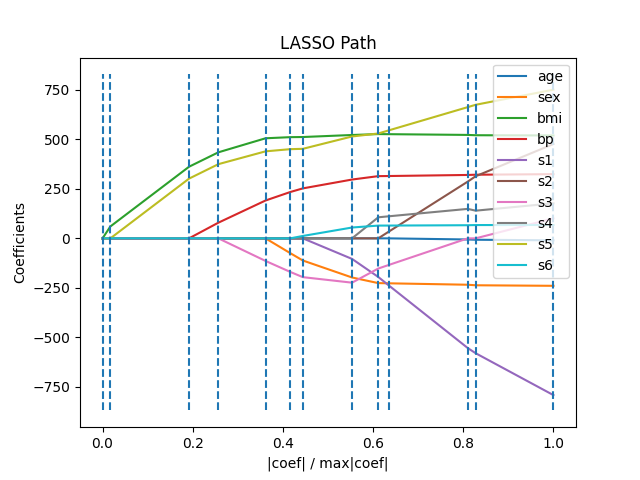 LASSO Path
Coefficients
750
500
250
0
−250
−500
−750
0.0 0.2 0.4 0.6 0.8 1.0
|coef| / max|coef|
age
sex
bmi
bp
s1
s2
s3
s4
s5
s6